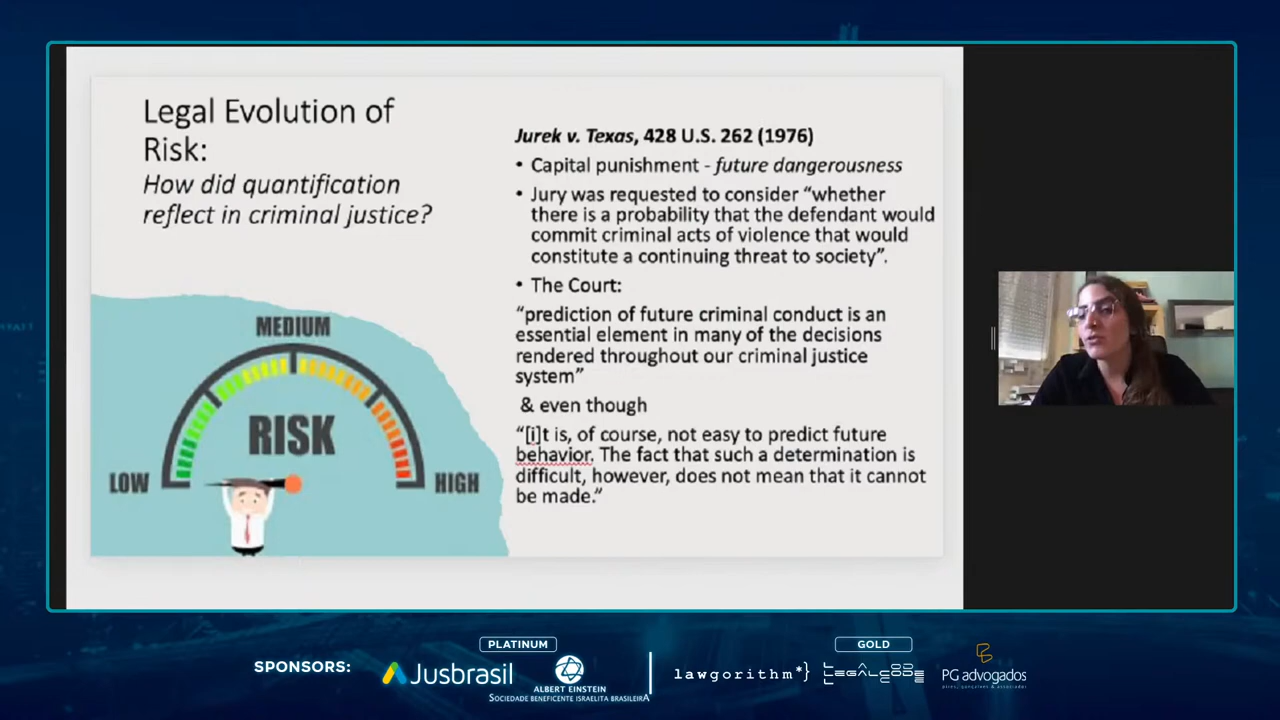 Legal Evolution of
Risk:
How did quantification
reflect in criminal justice?
MEDIUM
RISK
LOW
HIGH
Jurek v. Texas, 428 U.S. 262 (1976)
• Capital punishment - future dangerousness
• Jury was requested to consider “whether
there is a probability that the defendant would
commit criminal acts of violence that would
constitute a continuing threat to society”.
• The Court:
“prediction of future criminal conduct is an
essential element in many of the decisions
rendered throughout our criminal justice
system”
& even though
“[i]t is, of course, not easy to predict future
behavior. The fact that such a determination is
difficult, however, does not mean that it cannot
be made.”
SPONSORS:
PLATINUM
Jusbrasil
ALBERT EINSTEIN
SOCIEDADE BENEFICENTE ISRAELITA BRASILEIRA
GOLD
lawgorithm*}
LEGALCODE
PG advogados